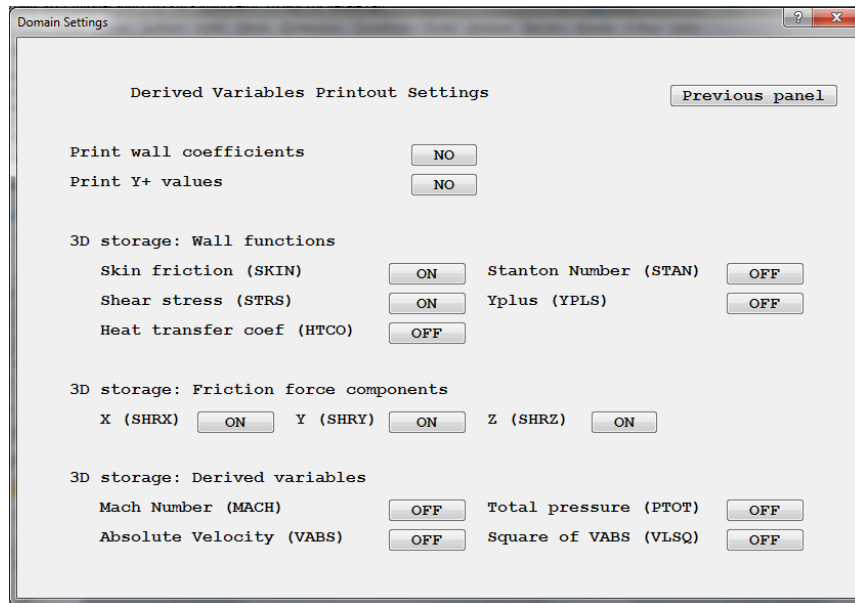 Domain Settings
?
X
Derived Variables Printout Settings Previous panel
Print wall coefficients NO
Print Y+ values NO
3D storage: Wall functions
Skin friction (SKIN) ON Stanton Number (STAN) OFF
Shear stress (STRS) ON Yplus (YPLS) OFF
Heat transfer coef (HTCO) OFF
3D storage: Friction force components
X (SHRX) ON Y (SHRY) ON Z (SHRZ) ON
3D storage: Derived variables
Mach Number (MACH) OFF Total pressure (PTOT) OFF
Absolute Velocity (VABS) OFF Square of VABS (VLSQ) OFF